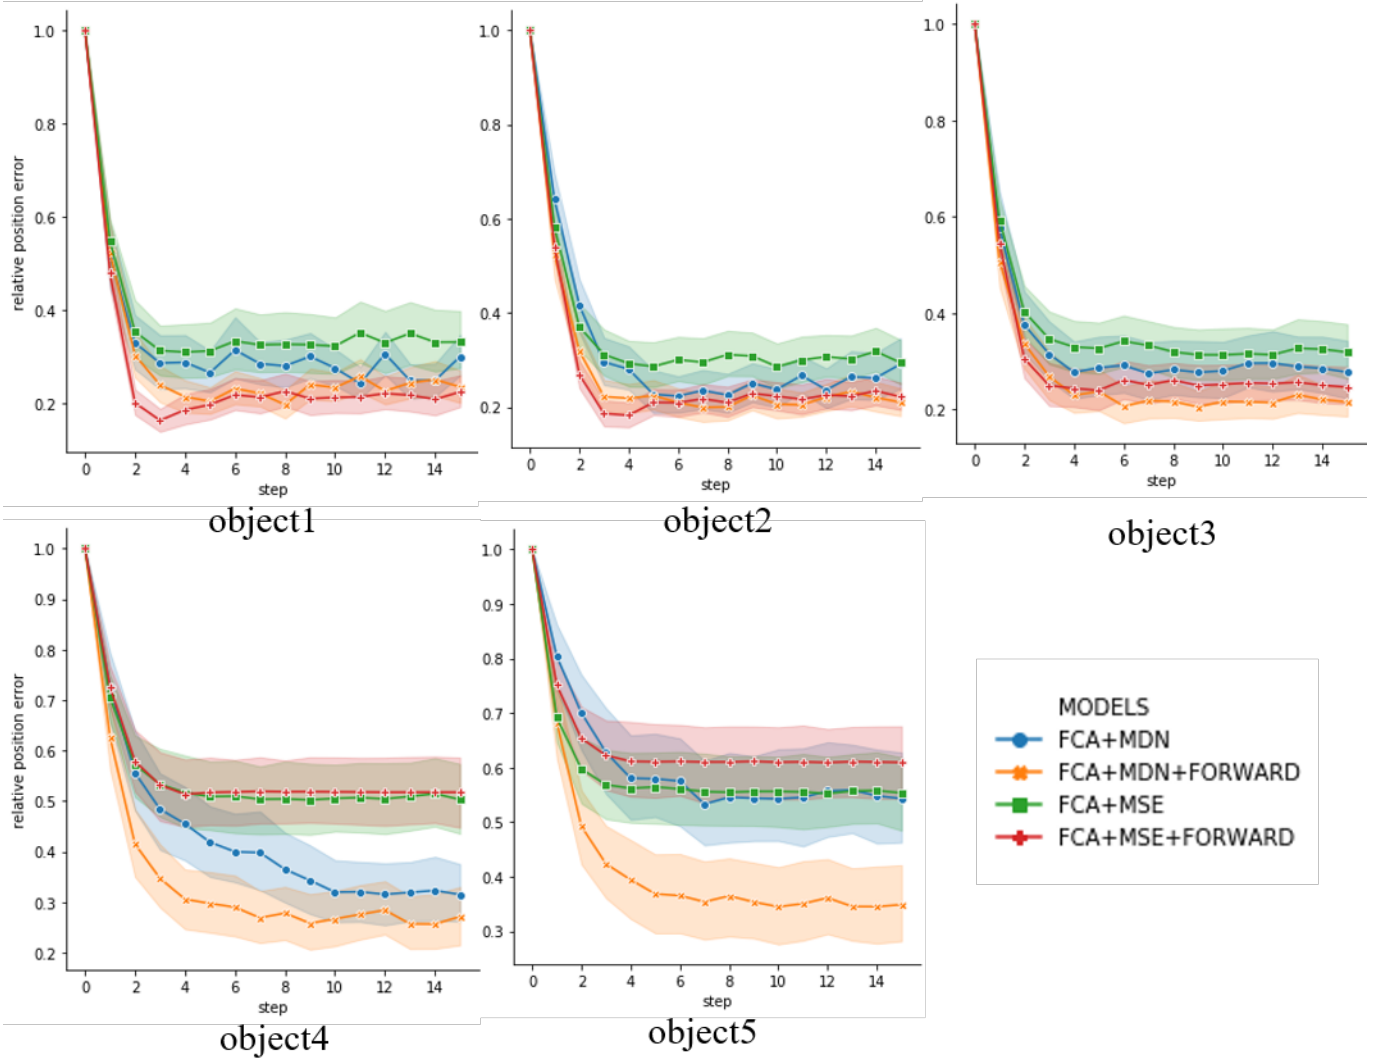 1.0
0.8
0.6
0.4
0.2
relative position error
0 2 4 6 8 10 12 14
step
object1
1.0
0.8
0.6
0.4
0.2
0 2 4 6 8 10 12 14
step
object2
1.0
0.8
0.6
0.4
0.2
0 2 4 6 8 10 12 14
step
object3
1.0
0.9
0.8
0.7
0.6
0.5
0.4
0.3
0.2
relative position error
0 2 4 6 8 10 12 14
step
object4
1.0
0.9
0.8
0.7
0.6
0.5
0.4
0.3
0 2 4 6 8 10 12 14
step
object5
MODELS
FCA+MDN
FCA+MDN+FORWARD
FCA+MSE
FCA+MSE+FORWARD